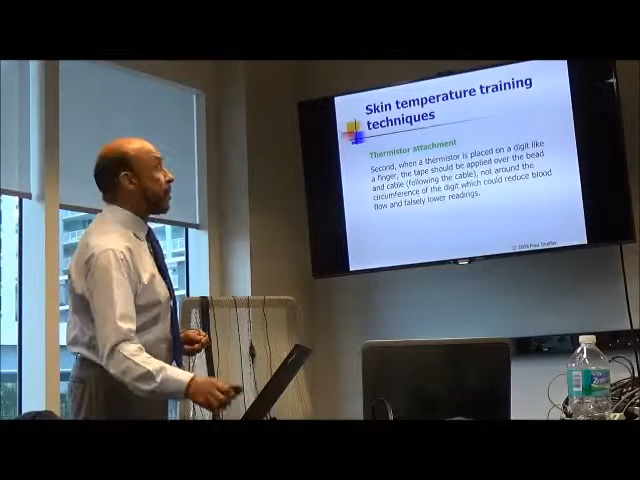 Skin temperature training
techniques
Thermistor attachment
Second, when a thermistor is placed on a digit like
a finger, the tape should be applied over the bead
and cable (following the cable), not around the
circumference of the digit which could reduce blood
flow and falsely lower readings.